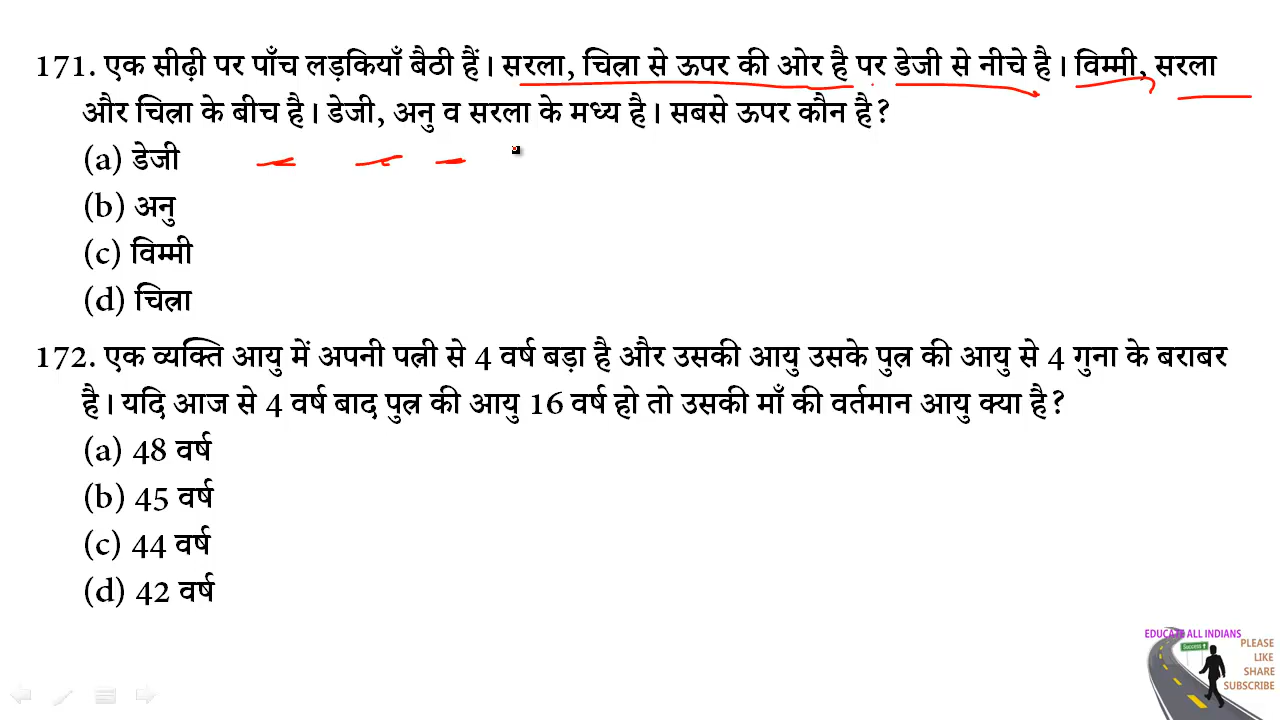 171. एक सीढ़ी पर पाँच लड़कियाँ बैठी हैं। सरला, चित्रा से ऊपर की ओर है पर डेजी से नीचे है। विम्मी, सरला
और चित्रा के बीच है। डेजी, अनु व सरला के मध्य है। सबसे ऊपर कौन है?
(a) डेजी
(b) अनु
(c) विम्मी
(d) चित्रा
172. एक व्यक्ति आयु में अपनी पत्नी से 4 वर्ष बड़ा है और उसकी आयु उसके पुत्र की आयु से 4 गुना के बराबर
है। यदि आज से 4 वर्ष बाद पुत्र की आयु 16 वर्ष हो तो उसकी माँ की वर्तमान आयु क्या है?
(a) 48 वर्ष
(b) 45 वर्ष
(c) 44 वर्ष
(d) 42 वर्ष
EDUCATE ALL INDIANS
Success
PLEASE
LIKE
SHARE
SUBSCRIBE